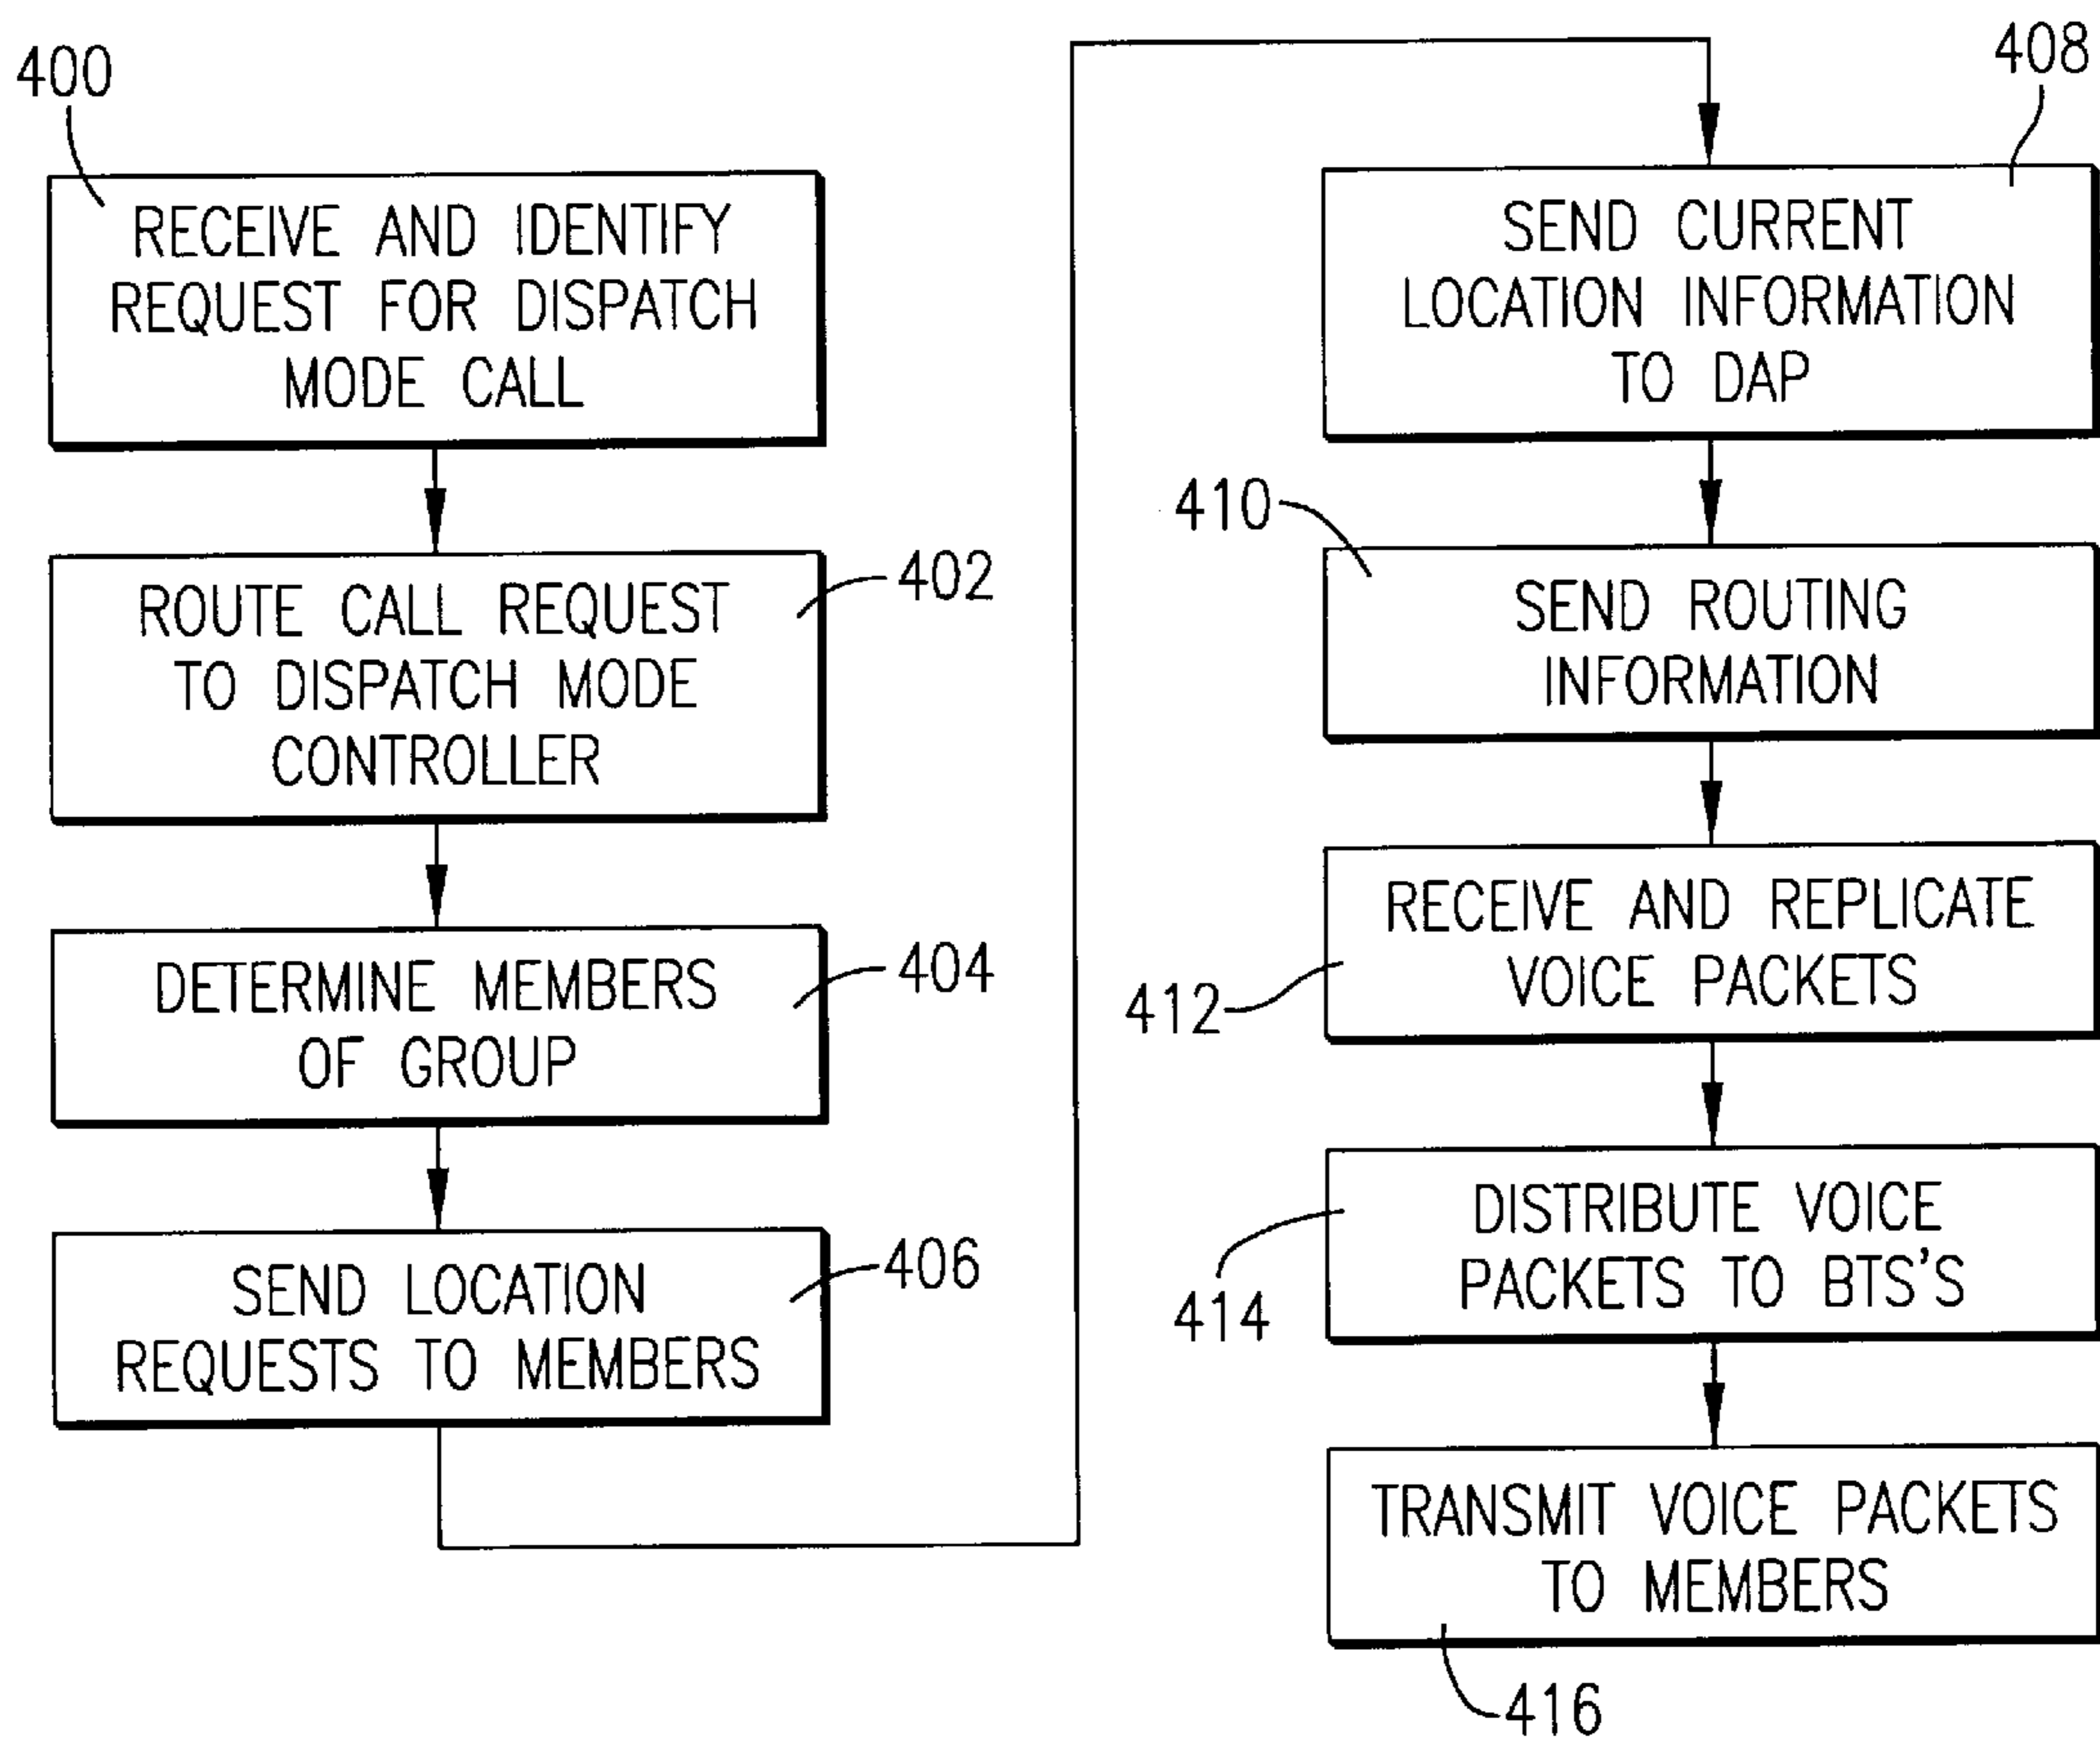 400
RECEIVE AND IDENTIFY
REQUEST FOR DISPATCH
MODE CALL
402
ROUTE CALL REQUEST
TO DISPATCH MODE
CONTROLLER
404
DETERMINE MEMBERS
OF GROUP
406
SEND LOCATION
REQUESTS TO MEMBERS
408
SEND CURRENT
LOCATION INFORMATION
TO DAP
410
SEND ROUTING
INFORMATION
412
RECEIVE AND REPLICATE
VOICE PACKETS
414
DISTRIBUTE VOICE
PACKETS TO BTS'S
TRANSMIT VOICE PACKETS
TO MEMBERS
416